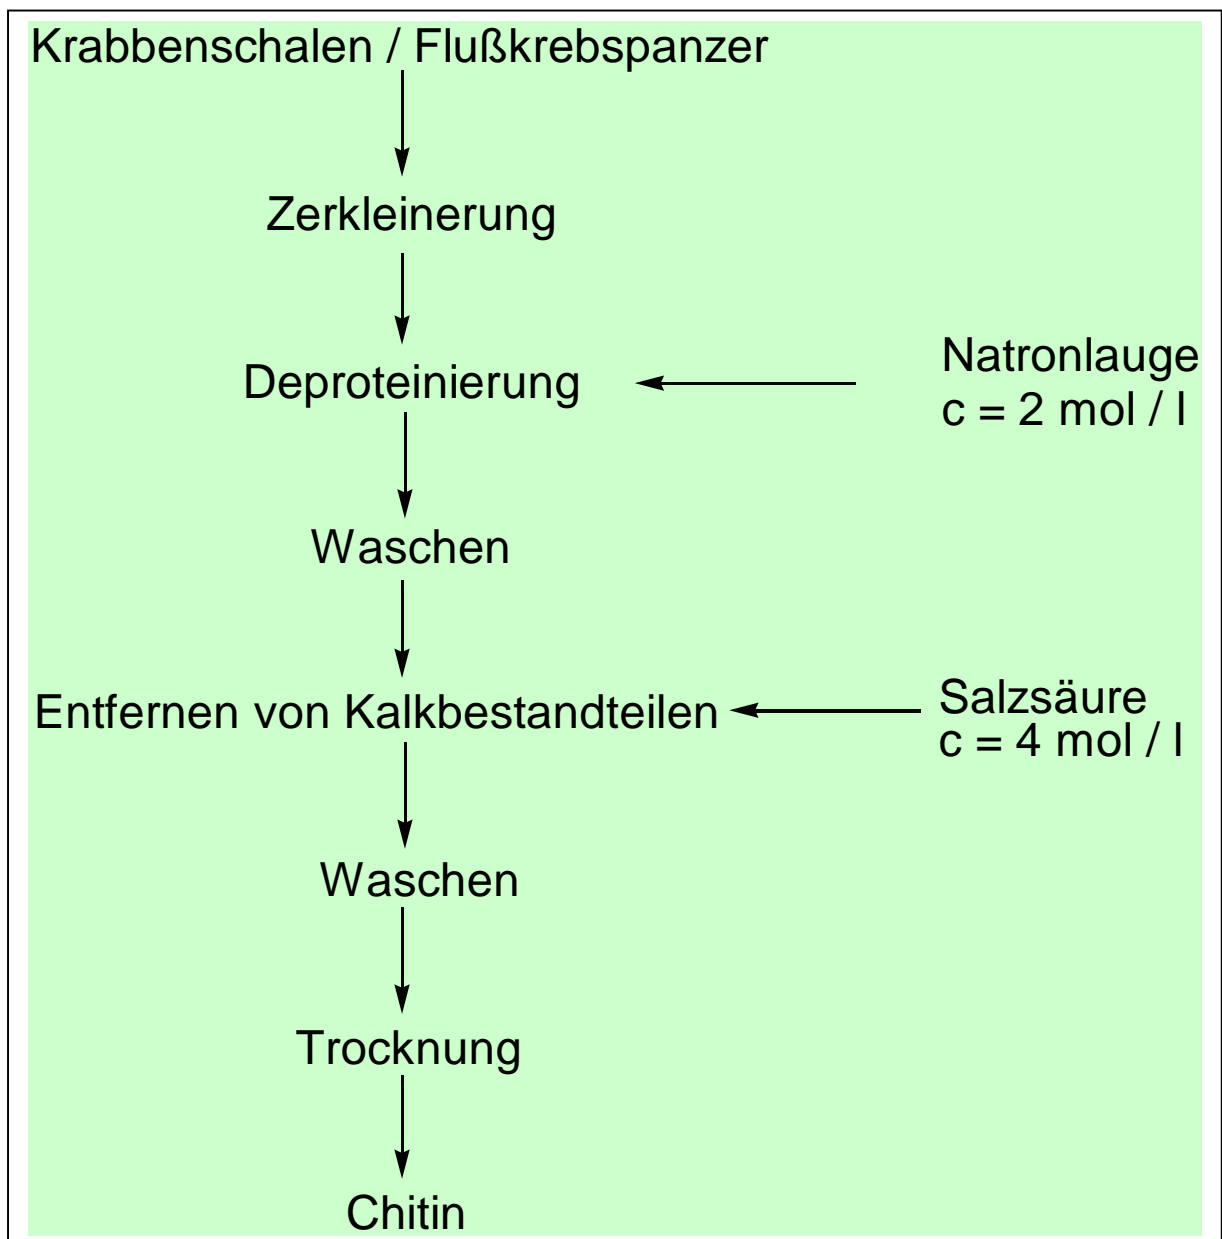 Krabbenschalen / Flußkrebspanzer
Zerkleinerung
Deproteinierung
Natronlauge
c = 2 mol / l
Waschen
Entfernen von Kalkbestandteilen
Salzsäure
c = 4 mol / l
Waschen
Trocknung
Chitin